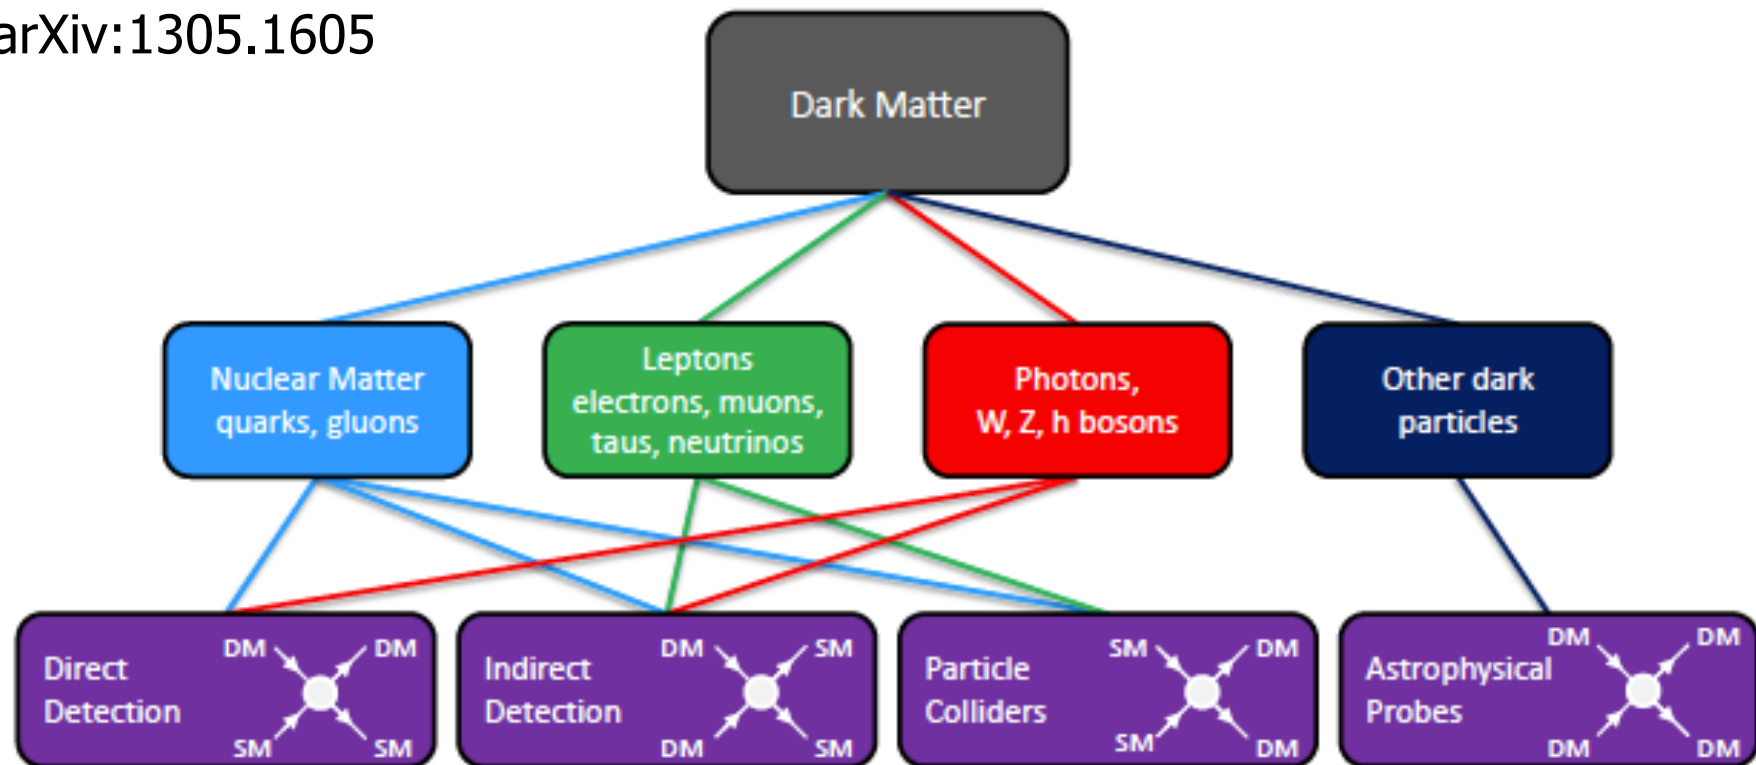 arXiv:1305.1605
Dark Matter
Nuclear Matter
quarks, gluons
Leptons
electrons, muons,
taus, neutrinos
Photons,
W, Z, h bosons
Other dark
particles
Direct
Detection
DM
DM
SM
SM
Indirect
Detection
DM
SM
DM
SM
Particle
Colliders
SM
DM
SM
DM
Astrophysical
Probes
DM
DM
DM
DM